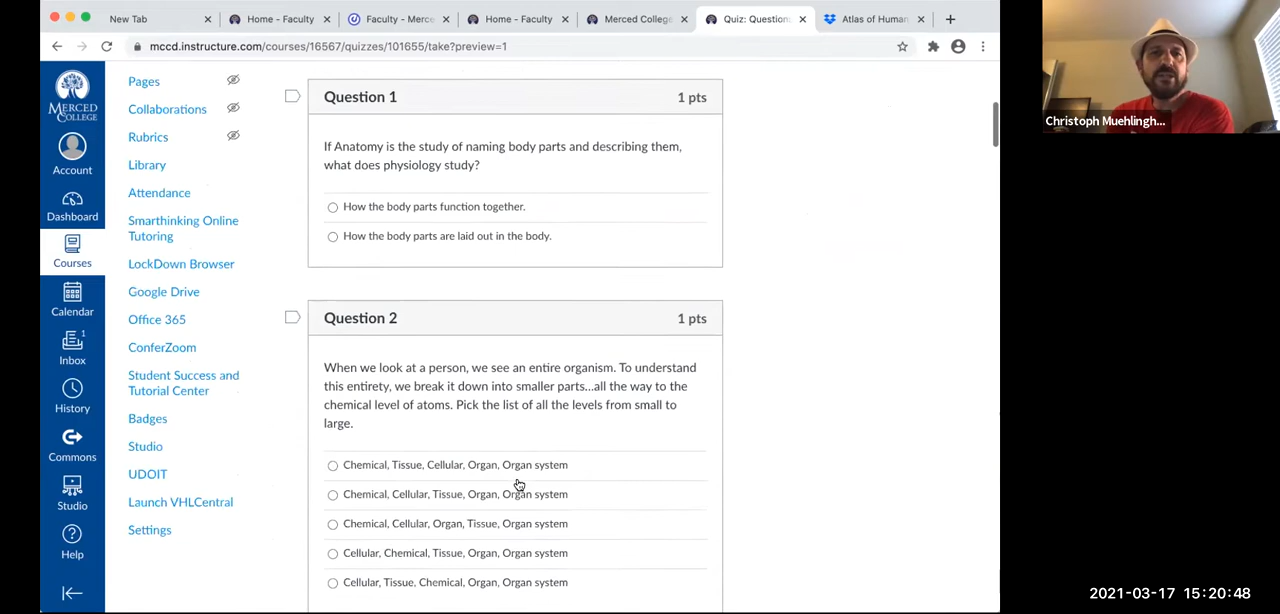 New Tab
Home - Faculty
Faculty - Merce
Home - Faculty
Merced College
Quiz: Question
Atlas of Human
mccd.instructure.com/courses/16567/quizzes/101655/take?preview=1
MERCED
COLLEGE
Account
Dashboard
Courses
Calendar
1
Inbox
History
Commons
Studio
Help
Pages
Collaborations
Rubrics
Library
Attendance
Smarthinking Online
Tutoring
LockDown Browser
Google Drive
Office 365
ConferZoom
Student Success and
Tutorial Center
Badges
Studio
UDOIT
Launch VHLCentral
Settings
Question 1 1 pts
If Anatomy is the study of naming body parts and describing them,
what does physiology study?
How the body parts function together.
How the body parts are laid out in the body.
Question 2 1 pts
When we look at a person, we see an entire organism. To understand
this entirety, we break it down into smaller parts...all the way to the
chemical level of atoms. Pick the list of all the levels from small to
large.
Chemical, Tissue, Cellular, Organ, Organ system
Chemical, Cellular, Tissue, Organ, Organ system
Chemical, Cellular, Organ, Tissue, Organ system
Cellular, Chemical, Tissue, Organ, Organ system
Cellular, Tissue, Chemical, Organ, Organ system
Christoph Muehlingh...
2021-03-17 15:20:48